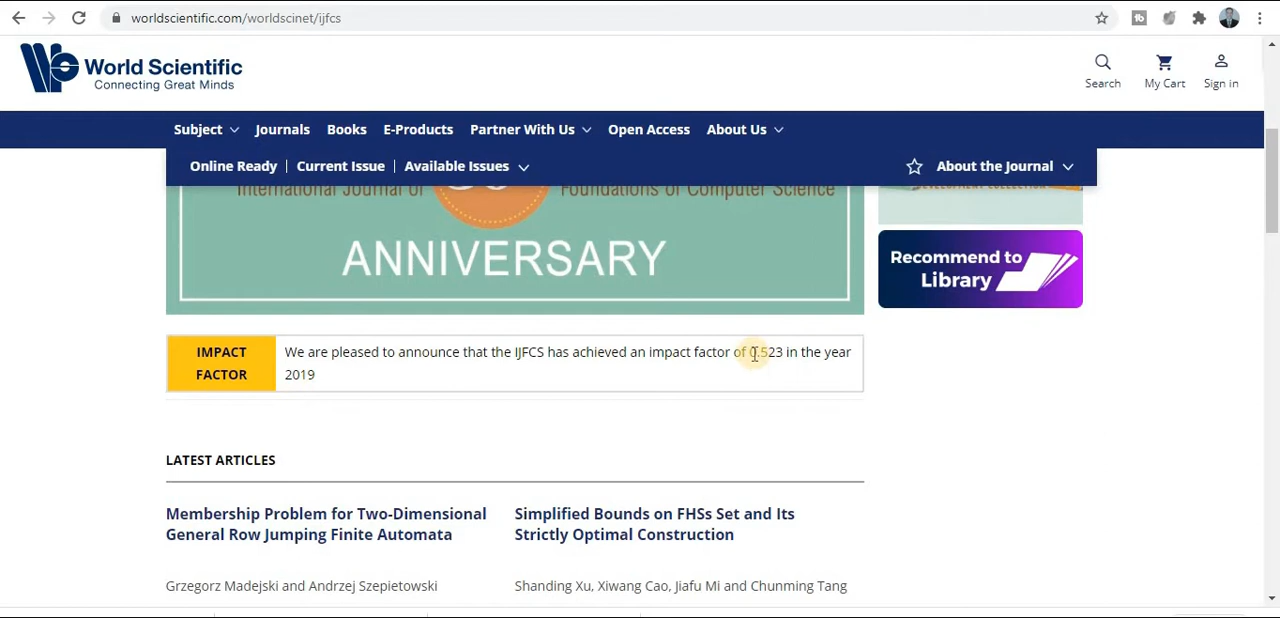 worldscientific.com/worldscinet/ijfcs
World Scientific
Connecting Great Minds
Search
My Cart
Sign in
Subject
Journals
Books
E-Products
Partner With Us
Open Access
About Us
Online Ready
Current Issue
Available Issues
About the Journal
International Journal of
Foundations of Computer Science
ANNIVERSARY
DEVELOPMENT COLLECTION
Recommend to
Library
IMPACT
FACTOR
We are pleased to announce that the IJFCS has achieved an impact factor of 0.523 in the year
2019
LATEST ARTICLES
Membership Problem for Two-Dimensional
General Row Jumping Finite Automata
Grzegorz Madejski and Andrzej Szepietowski
Simplified Bounds on FHSs Set and Its
Strictly Optimal Construction
Shanding Xu, Xiwang Cao, Jiafu Mi and Chunming Tang